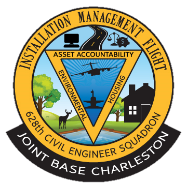 INSTALLATION MANAGEMENT FLIGHT
ASSET ACCOUNTABILITY
ENVIRONMENTAL
HOUSING
628th CIVIL ENGINEER SQUADRON
JOINT BASE CHARLESTON